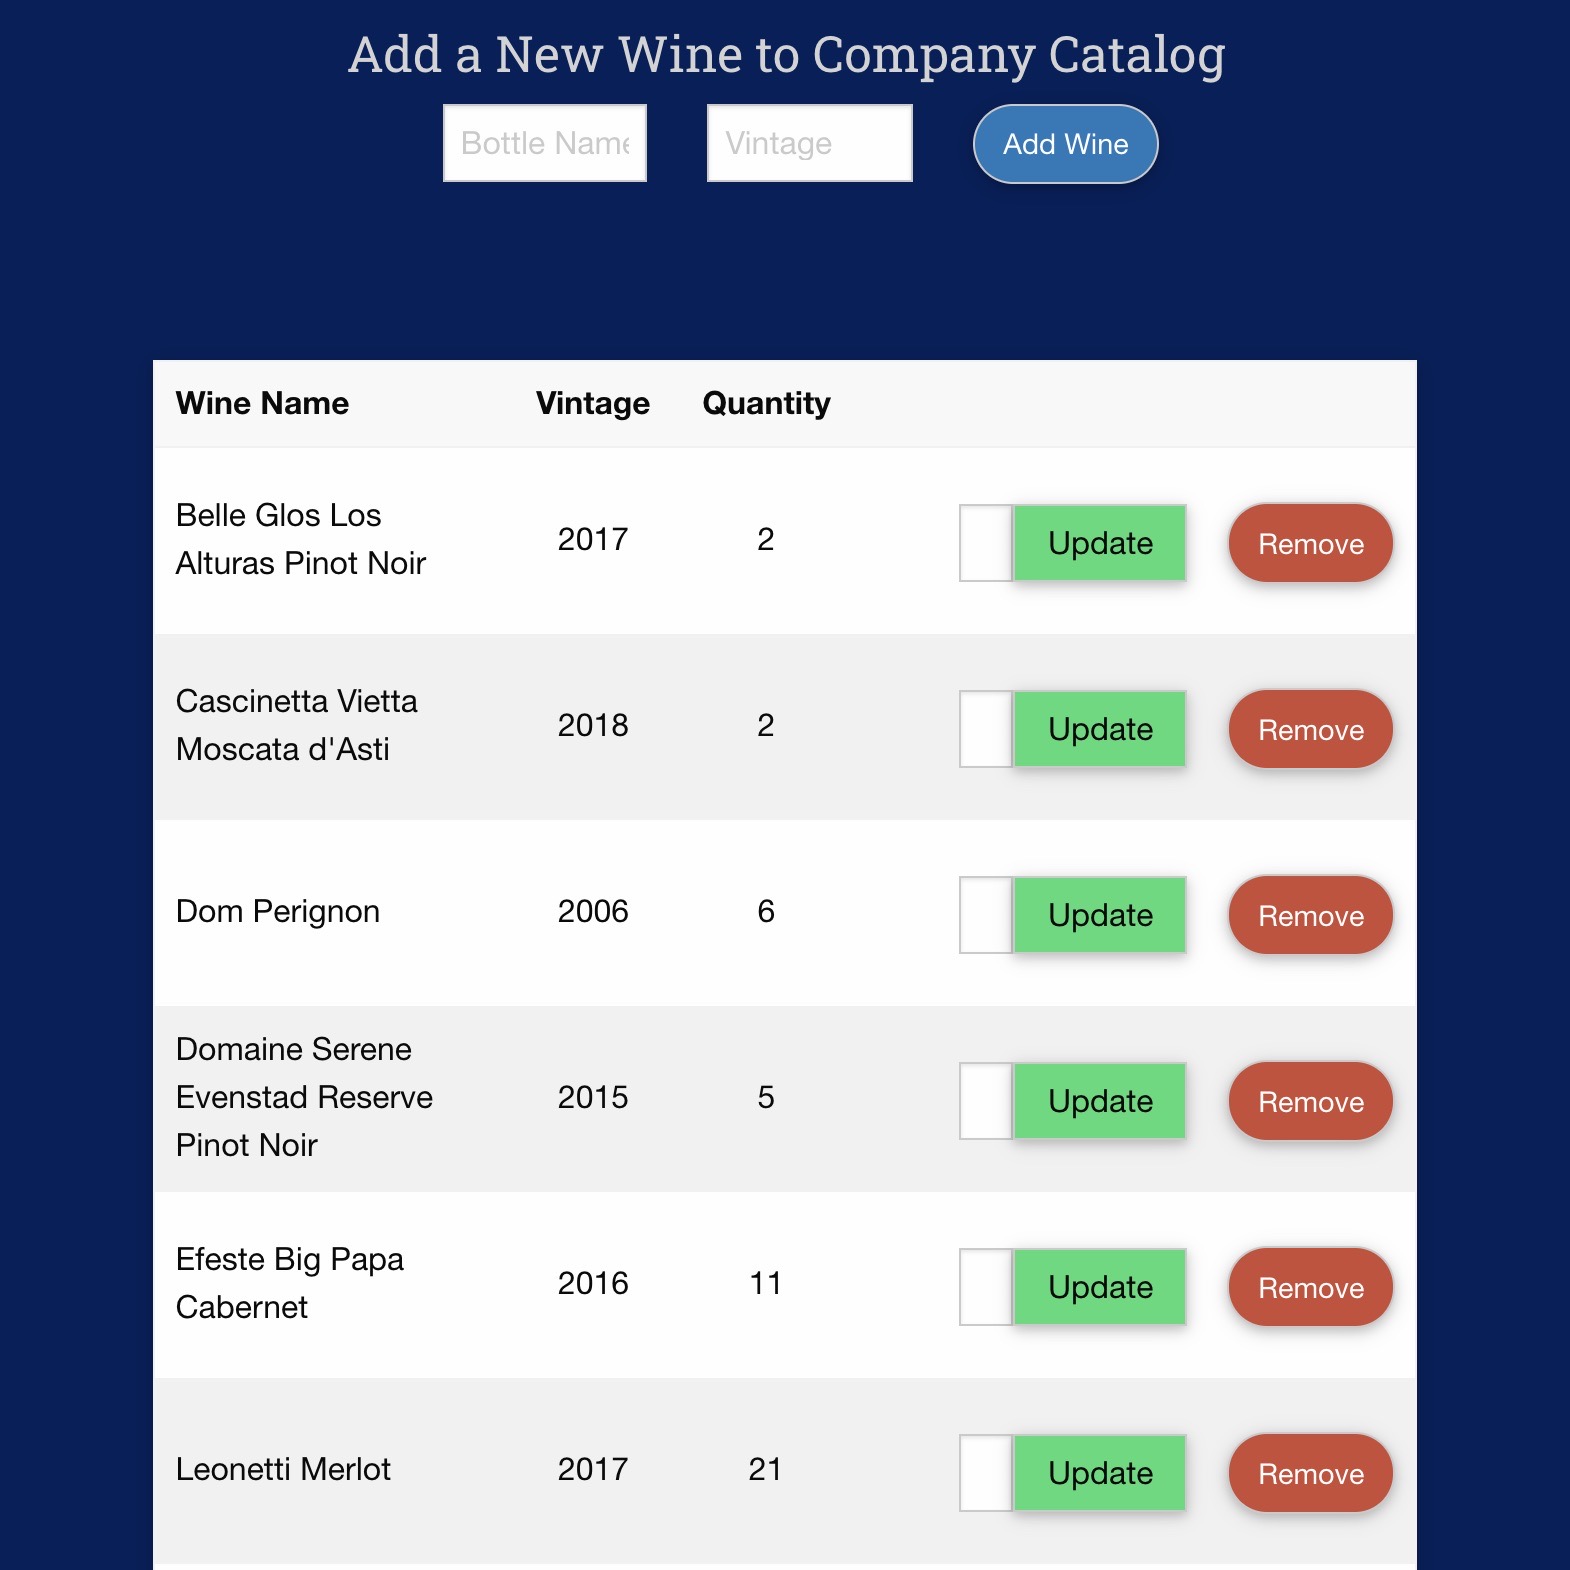 Add a New Wine to Company Catalog
Bottle Name Vintage Add Wine
Wine Name Vintage Quantity
Belle Glos Los
Alturas Pinot Noir
2017 2 Update Remove
Cascinetta Vietta
Moscata d'Asti
2018 2 Update Remove
Dom Perignon 2006 6 Update Remove
Domaine Serene
Evenstad Reserve
Pinot Noir
2015 5 Update Remove
Efeste Big Papa
Cabernet
2016 11 Update Remove
Leonetti Merlot 2017 21 Update Remove